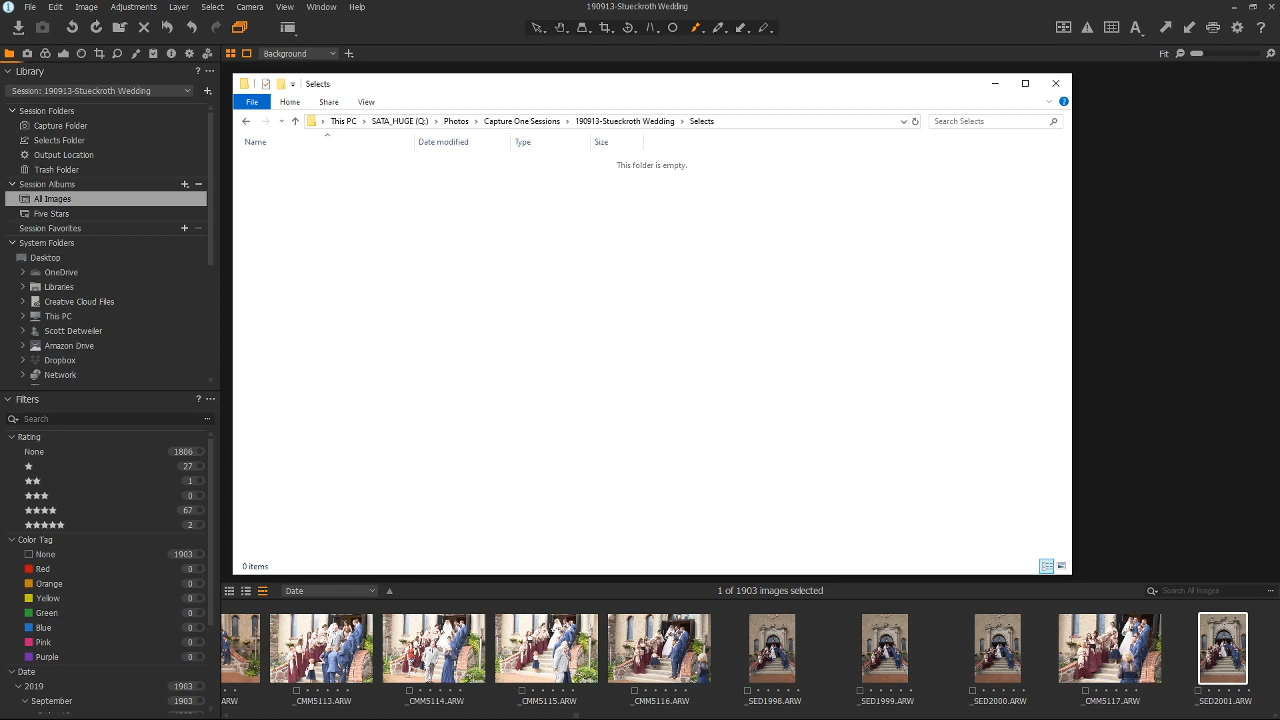 File Edit Image Adjustments Layer Select Camera View Window Help
190913-Stueckroth Wedding
Background
Fit:
Library
Session: 190913-Stueckroth Wedding
Session Folders
Capture Folder
Selects Folder
Output Location
Trash Folder
Session Albums
All Images
Five Stars
Session Favorites
System Folders
Desktop
OneDrive
Libraries
Creative Cloud Files
This PC
Scott Detweiler
Amazon Drive
Dropbox
Network
Filters
Search
Rating
None 1806
27
1
0
67
2
Color Tag
None 1903
Red 0
Orange 0
Yellow 0
Green 0
Blue 0
Pink 0
Purple 0
Date
2019 1903
September 1903
Selects
File Home Share View
This PC SATA_HUGE (Q:) Photos Capture One Sessions 190913-Stueckroth Wedding Selects
Search Selects
Name Date modified Type Size
This folder is empty.
0 items
Date
1 of 1903 images selected
Search All Images
ARW _CMM5113.ARW _CMM5114.ARW _CMM5115.ARW _CMM5116.ARW _SED1998.ARW _SED1999.ARW _SED2000.ARW _CMM5117.ARW _SED2001.ARW